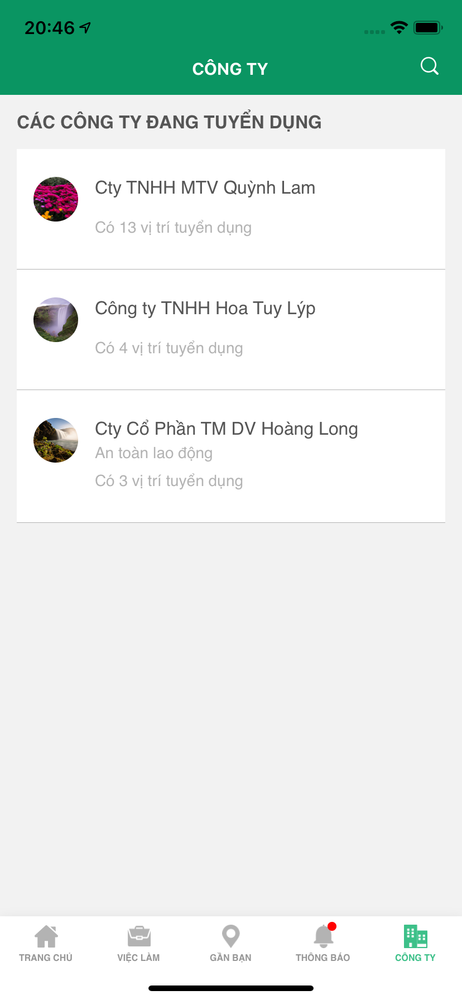 20:46
CÔNG TY
CÁC CÔNG TY ĐANG TUYỂN DỤNG
Cty TNHH MTV Quỳnh Lam
Có 13 vị trí tuyển dụng
Công ty TNHH Hoa Tuy Lýp
Có 4 vị trí tuyển dụng
Cty Cổ Phần TM DV Hoàng Long
An toàn lao động
Có 3 vị trí tuyển dụng
TRANG CHỦ
VIỆC LÀM
GẦN BẠN
THÔNG BÁO
CÔNG TY